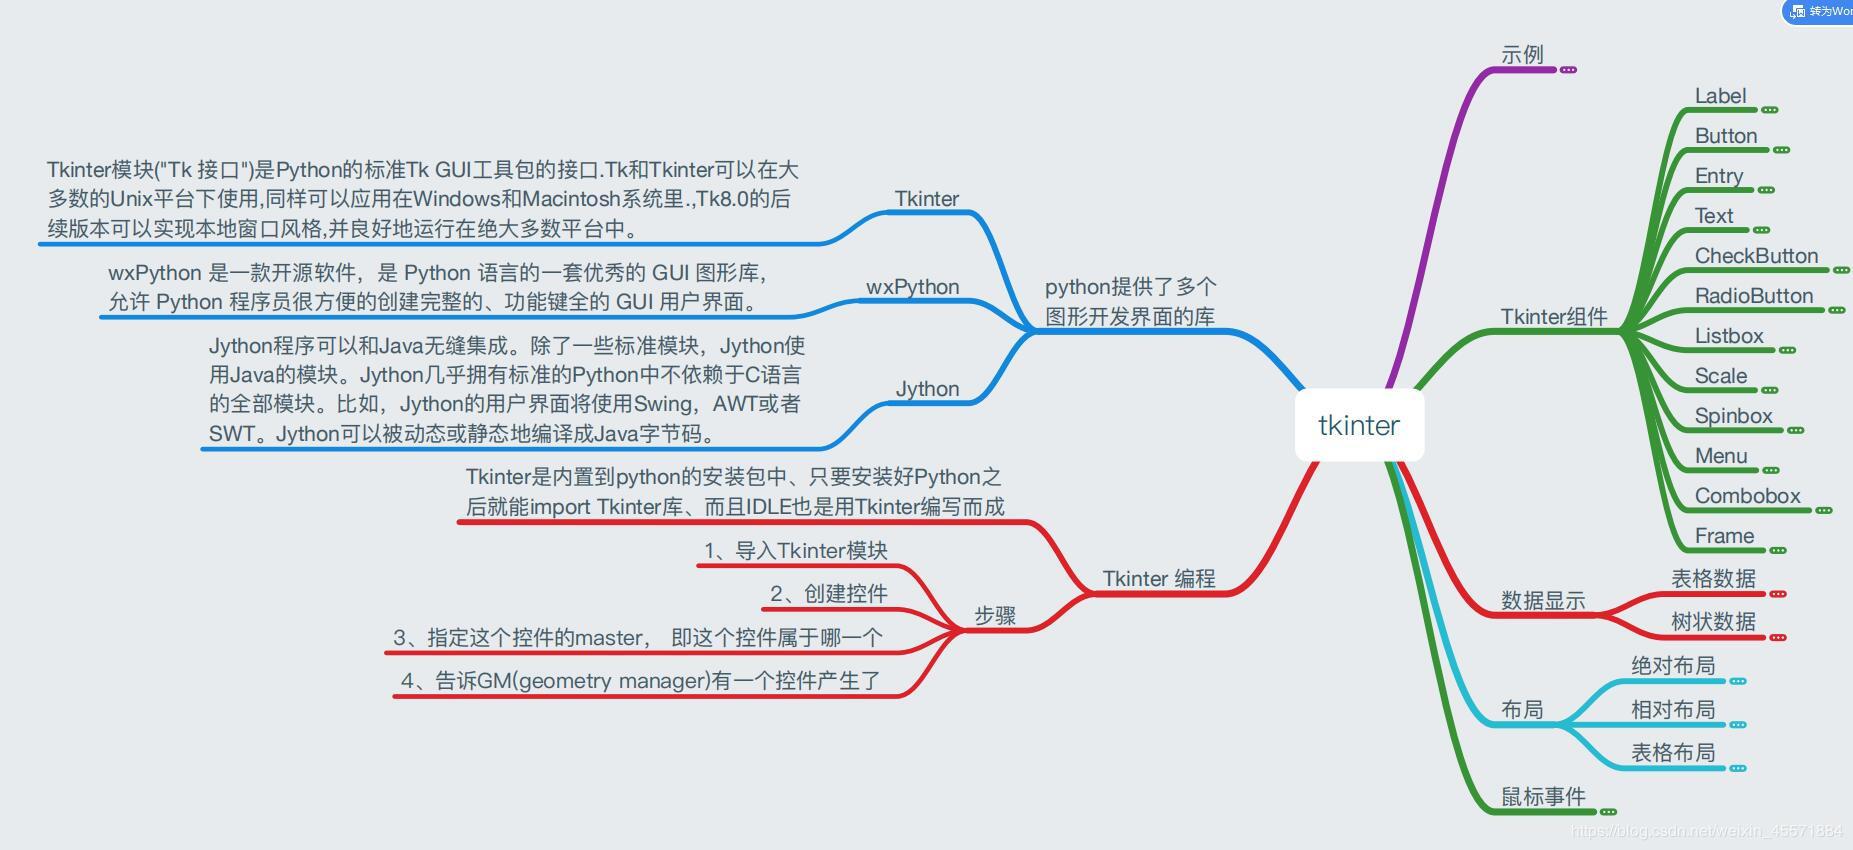 转为Wor
示例
Label
Button
Entry
Text
CheckButton
RadioButton
Listbox
Scale
Spinbox
Menu
Combobox
Frame
Tkinter组件
Tkinter模块("Tk 接口")是Python的标准Tk GUI工具包的接口.Tk和Tkinter可以在大
多数的Unix平台下使用,同样可以应用在Windows和Macintosh系统里.,Tk8.0的后
续版本可以实现本地窗口风格,并良好地运行在绝大多数平台中。
Tkinter
wxPython 是一款开源软件，是 Python 语言的一套优秀的 GUI 图形库，
允许 Python 程序员很方便的创建完整的、功能键全的 GUI 用户界面。
wxPython
python提供了多个
图形开发界面的库
Jython程序可以和Java无缝集成。除了一些标准模块，Jython使
用Java的模块。Jython几乎拥有标准的Python中不依赖于C语言
的全部模块。比如，Jython的用户界面将使用Swing，AWT或者
SWT。Jython可以被动态或静态地编译成Java字节码。
Jython
tkinter
Tkinter是内置到python的安装包中、只要安装好Python之
后就能import Tkinter库、而且IDLE也是用Tkinter编写而成
1、导入Tkinter模块
2、创建控件
3、指定这个控件的master， 即这个控件属于哪一个
4、告诉GM(geometry manager)有一个控件产生了
步骤
Tkinter 编程
数据显示
表格数据
树状数据
布局
绝对布局
相对布局
表格布局
鼠标事件
https://blog.csdn.net/weixin_45571884